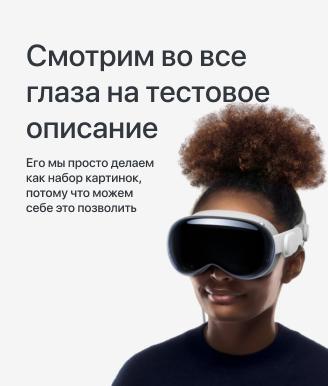 Смотрим во все
глаза на тестовое
описание
Его мы просто делаем
как набор картинок,
потому что можем
себе это позволить